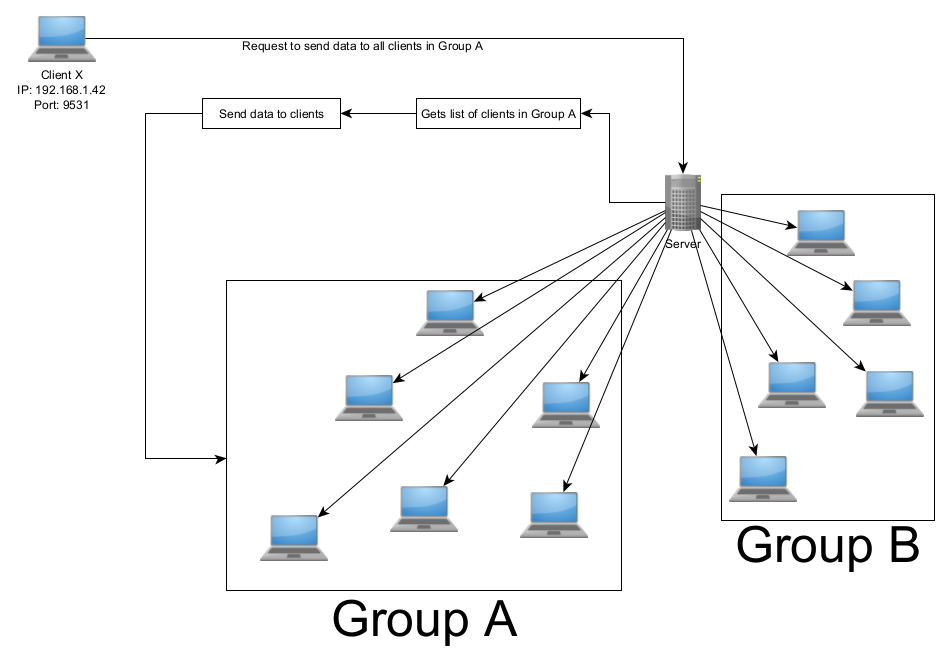 Request to send data to all clients in Group A
Client X
IP: 192.168.1.42
Port: 9531
Send data to clients
Gets list of clients in Group A
Server
Group B
Group A